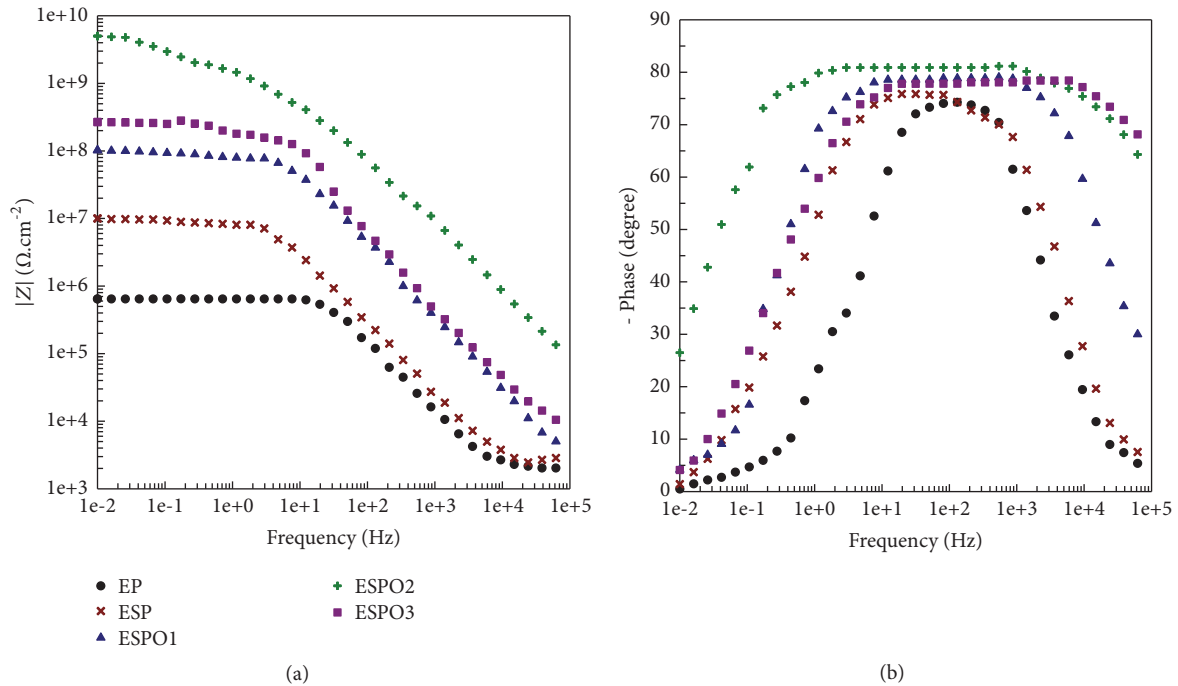 1e+10
1e+9
1e+8
1e+7
1e+6
1e+5
1e+4
1e+3
|Z| (Ω.cm-2)
1e-2 1e-1 1e+0 1e+1 1e+2 1e+3 1e+4 1e+5
Frequency (Hz)
EP
ESP
ESPO1
ESPO2
ESPO3
(a)
90
80
70
60
50
40
30
20
10
0
- Phase (degree)
1e-2 1e-1 1e+0 1e+1 1e+2 1e+3 1e+4 1e+5
Frequency (Hz)
(b)